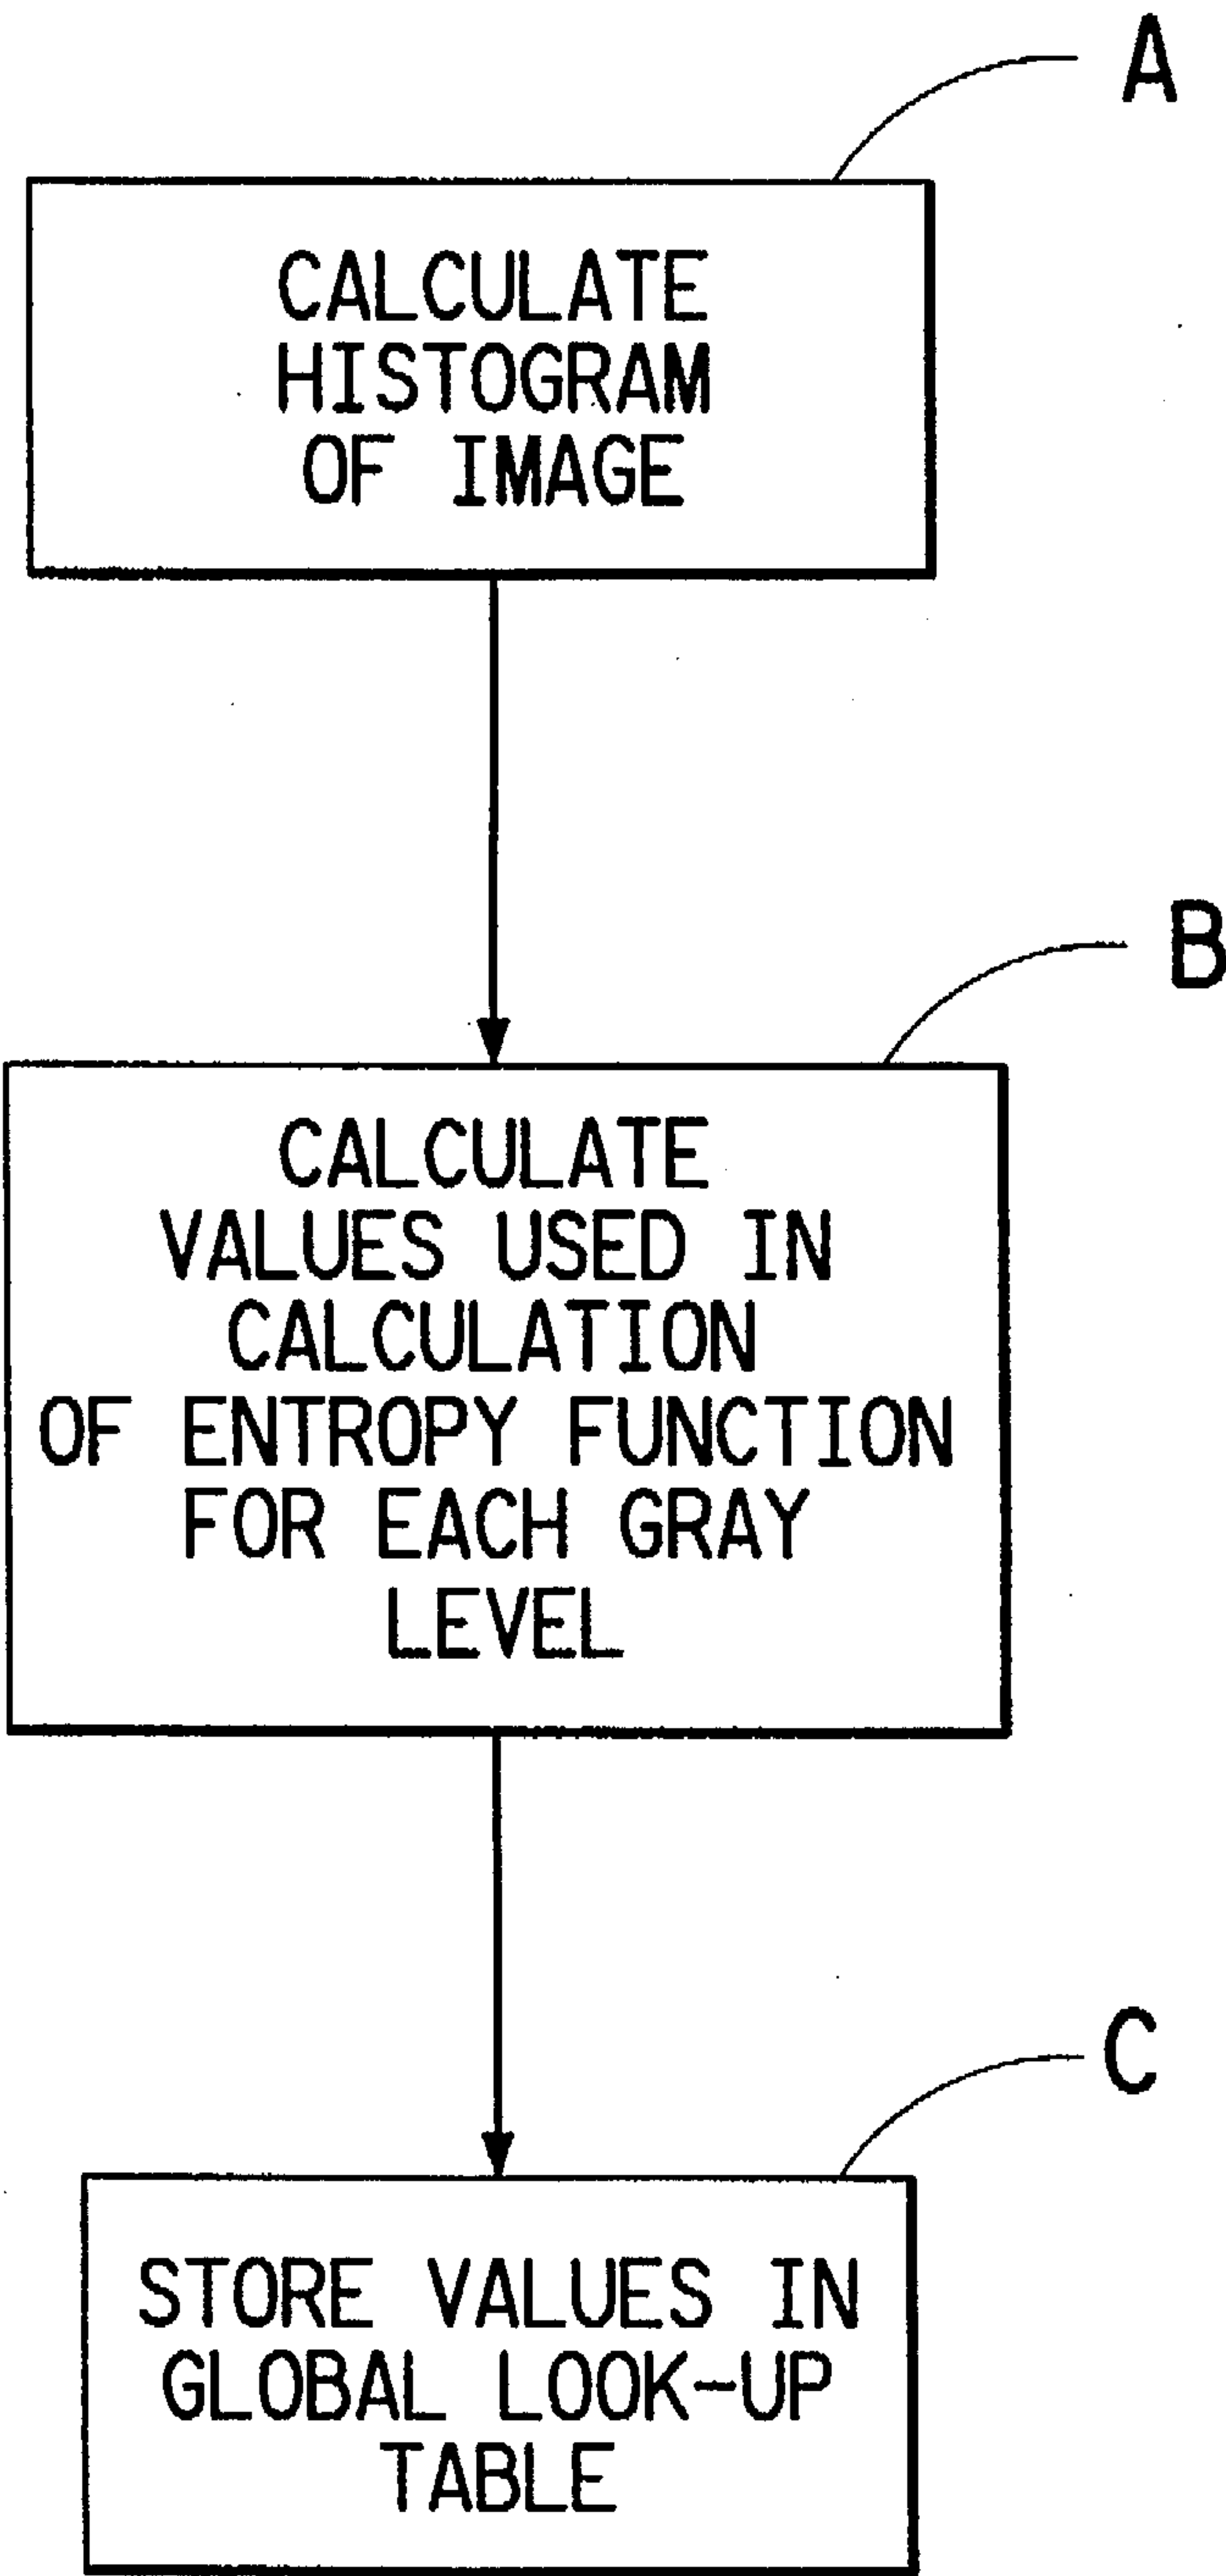 A
CALCULATE
HISTOGRAM
OF IMAGE
B
CALCULATE
VALUES USED IN
CALCULATION
OF ENTROPY FUNCTION
FOR EACH GRAY
LEVEL
C
STORE VALUES IN
GLOBAL LOOK-UP
TABLE